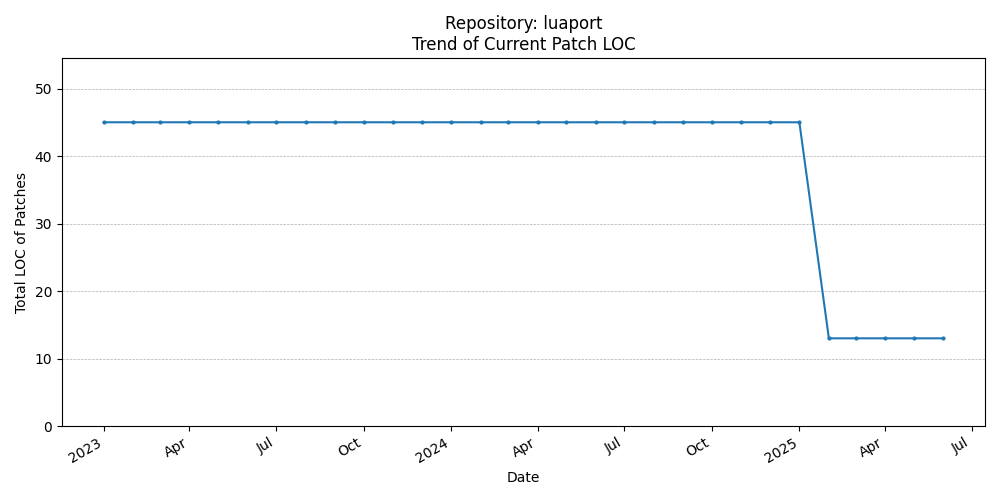 Repository: luaport
Trend of Current Patch LOC
Total LOC of Patches
50
40
30
20
10
0
2023
Apr
Jul
Oct
2024
Apr
Jul
Oct
2025
Apr
Jul
Date